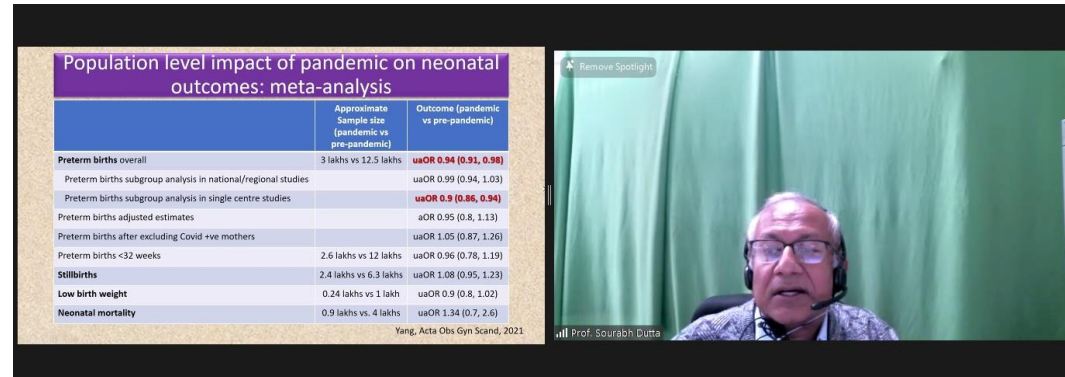 Population level impact of pandemic on neonatal
outcomes: meta-analysis
Approximate
Sample size
(pandemic vs
pre-pandemic)
Outcome (pandemic
vs pre-pandemic)
Preterm births overall 3 lakhs vs 12.5 lakhs uaOR 0.94 (0.91, 0.98)
Preterm births subgroup analysis in national/regional studies uaOR 0.99 (0.94, 1.03)
Preterm births subgroup analysis in single centre studies uaOR 0.9 (0.86, 0.94)
Preterm births adjusted estimates aOR 0.95 (0.8, 1.13)
Preterm births after excluding Covid +ve mothers uaOR 1.05 (0.87, 1.26)
Preterm births <32 weeks 2.6 lakhs vs 12 lakhs uaOR 0.96 (0.78, 1.19)
Stillbirths 2.4 lakhs vs 6.3 lakhs uaOR 1.08 (0.95, 1.23)
Low birth weight 0.24 lakhs vs 1 lakh uaOR 0.9 (0.8, 1.02)
Neonatal mortality 0.9 lakhs vs. 4 lakhs uaOR 1.34 (0.7, 2.6)
Yang, Acta Obs Gyn Scand, 2021
Remove Spotlight
Prof. Sourabh Dutta